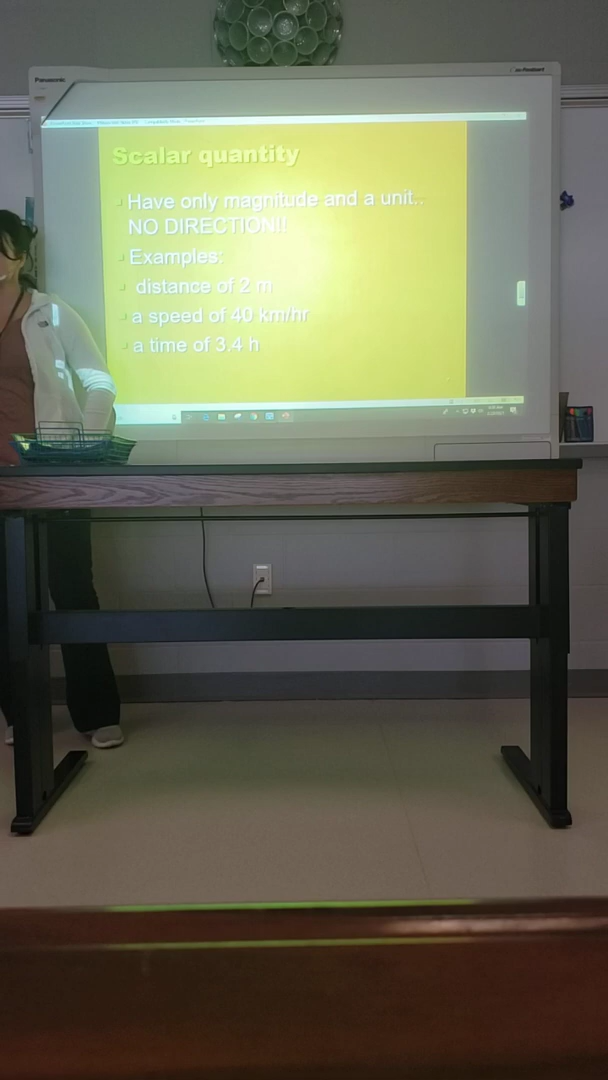 Panasonic
Scalar quantity
Have only magnitude and a unit..
NO DIRECTION!!
Examples:
distance of 2 m
a speed of 40 km/hr
a time of 3.4 h